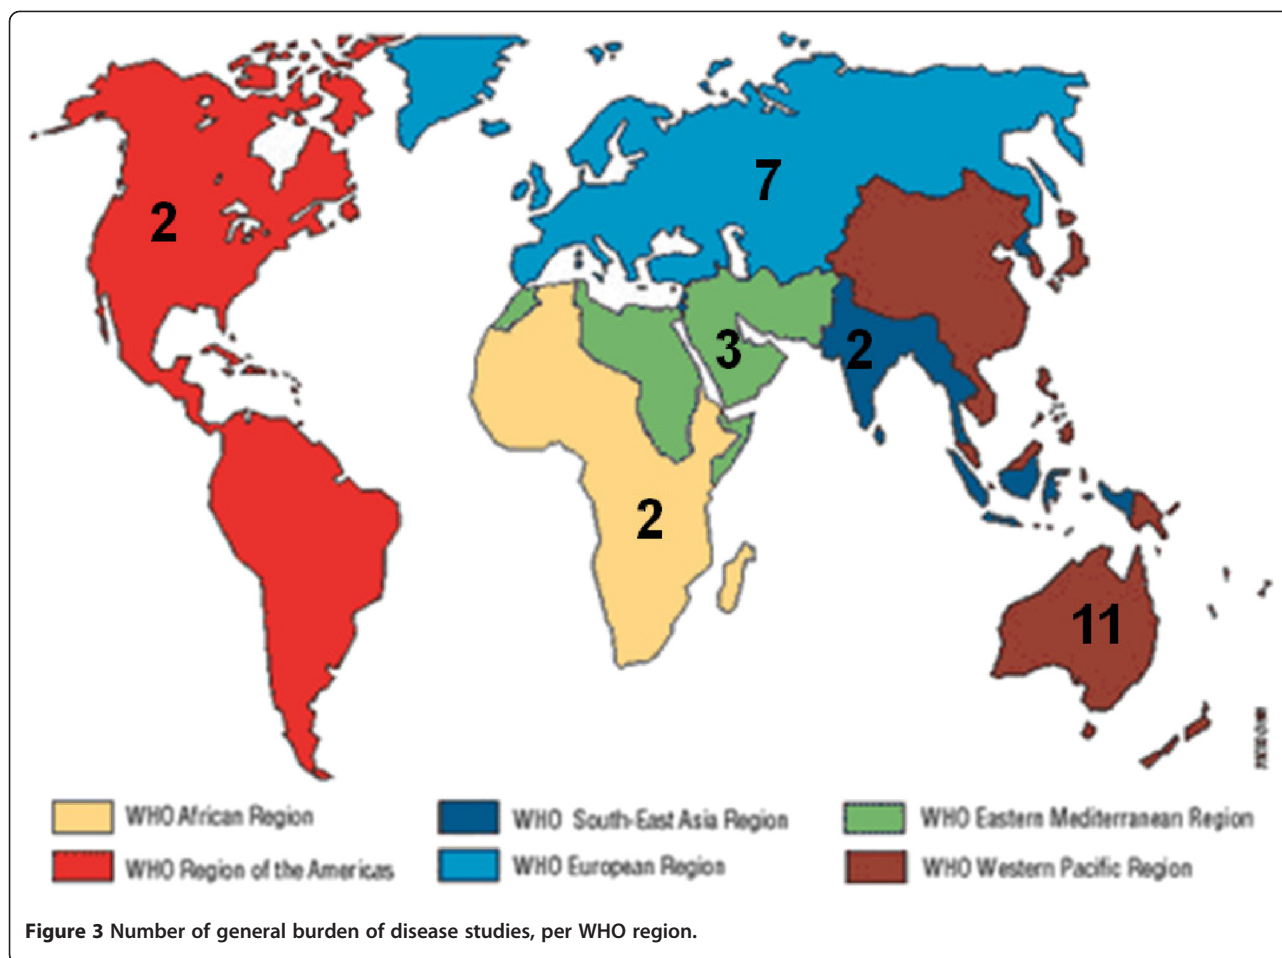 2
7
3
2
2
11
WHO African Region
WHO South-East Asia Region
WHO Eastern Mediterranean Region
WHO Region of the Americas
WHO European Region
WHO Western Pacific Region
Figure 3 Number of general burden of disease studies, per WHO region.